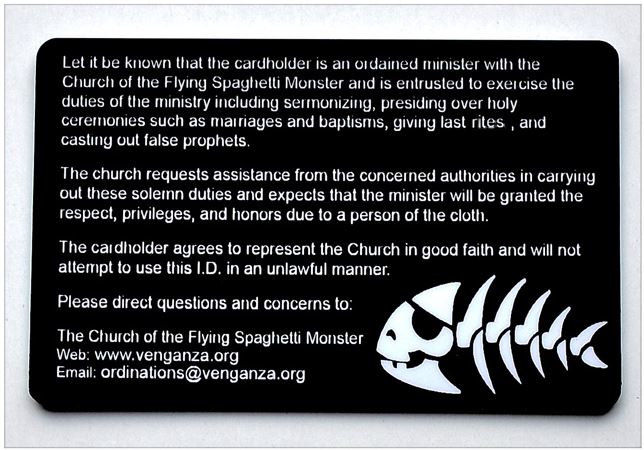 Let it be known that the cardholder is an ordained minister with the
Church of the Flying Spaghetti Monster and is entrusted to exercise the
duties of the ministry including sermonizing, presiding over holy
ceremonies such as marriages and baptisms, giving last rites , and
casting out false prophets.
The church requests assistance from the concerned authorities in carrying
out these solemn duties and expects that the minister will be granted the
respect, privileges, and honors due to a person of the cloth.
The cardholder agrees to represent the Church in good faith and will not
attempt to use this I.D. in an unlawful manner.
Please direct questions and concerns to:
The Church of the Flying Spaghetti Monster
Web: www.venganza.org
Email: ordinations@venganza.org